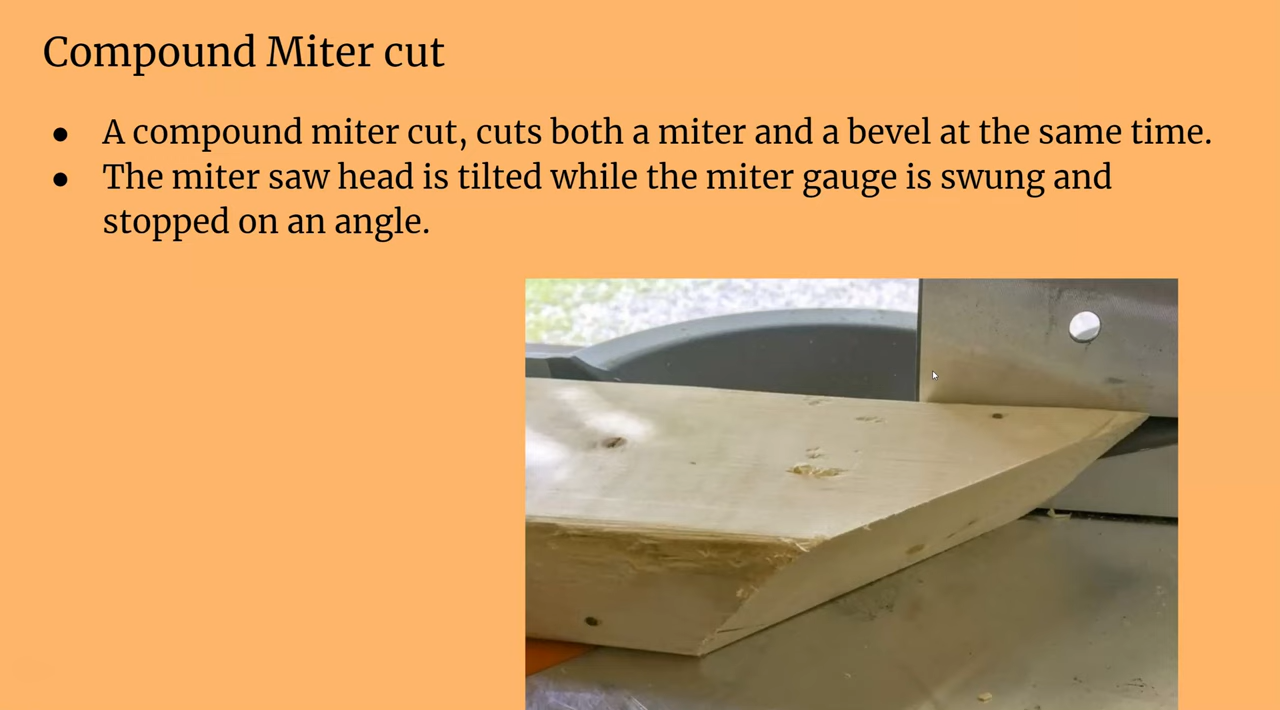 Compound Miter cut
● A compound miter cut, cuts both a miter and a bevel at the same time.
● The miter saw head is tilted while the miter gauge is swung and
stopped on an angle.